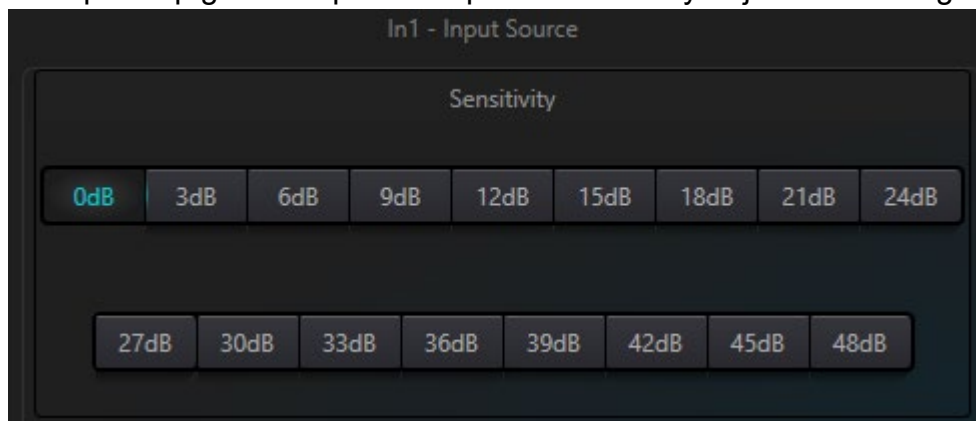 In1 - Input Source
Sensitivity
0dB 3dB 6dB 9dB 12dB 15dB 18dB 21dB 24dB
27dB 30dB 33dB 36dB 39dB 42dB 45dB 48dB